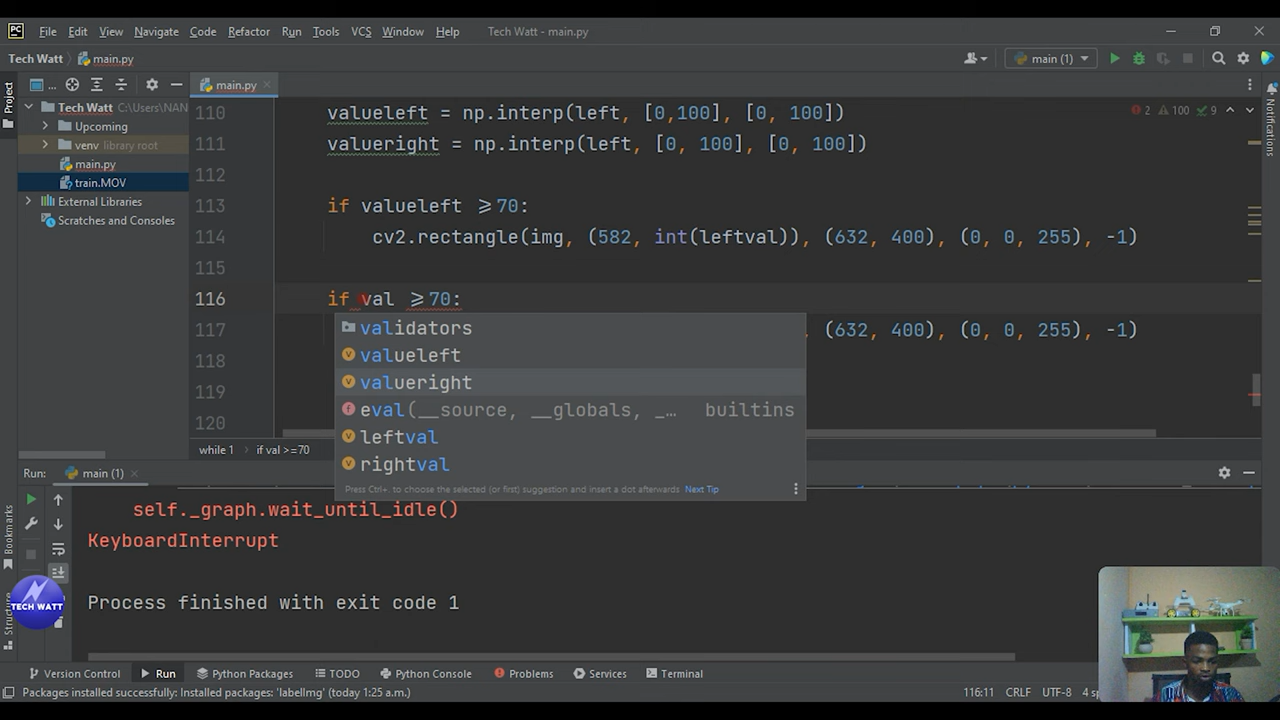 PC File Edit View Navigate Code Refactor Run Tools VCS Window Help Tech Watt - main.py
Tech Watt main.py main (1)
Project ... main.py
Tech Watt C:\Users\NAN
Upcoming
venv library root
main.py
train.MOV
External Libraries
Scratches and Consoles
2 100 9
110 valueleft = np.interp(left, [0,100], [0, 100])
111 valueright = np.interp(left, [0, 100], [0, 100])
112
113 if valueleft >=70:
114 cv2.rectangle(img, (582, int(leftval)), (632, 400), (0, 0, 255), -1)
115
116 if val >=70:
117 , (632, 400), (0, 0, 255), -1)
118
119
120
validators
valueleft
valueright
eval(__source, __globals, _… builtins
leftval
rightval
Press Ctrl+. to choose the selected (or first) suggestion and insert a dot afterwards Next Tip
while 1 if val >=70
Notifications
Run: main (1)
self._graph.wait_until_idle()
KeyboardInterrupt
Process finished with exit code 1
Bookmarks
Structure
TECH WATT
Version Control Run Python Packages TODO Python Console Problems Services Terminal
Packages installed successfully: Installed packages: 'labelImg' (today 1:25 a.m.) 116:11 CRLF UTF-8 4 sp